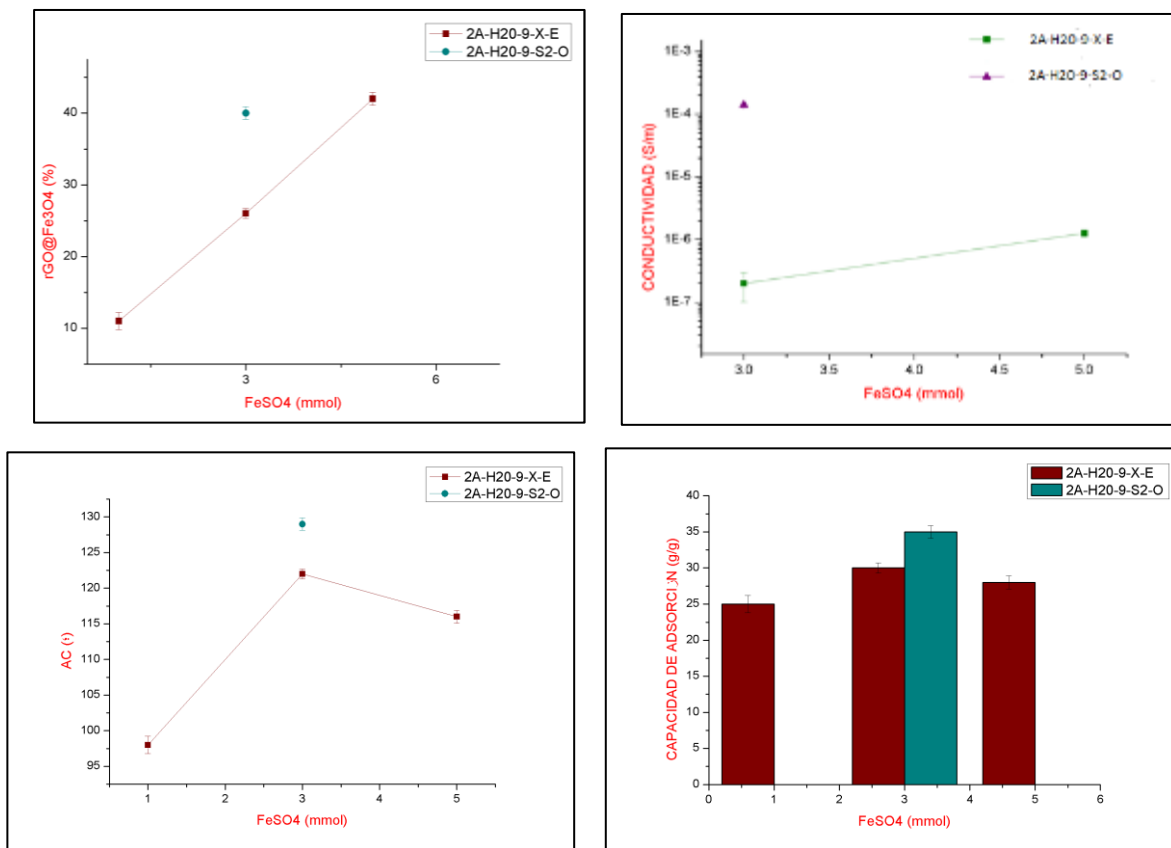 2A-H20-9-X-E
2A-H20-9-S2-O
40
30
20
10
rGO@Fe3O4 (%)
3
6
FeSO4 (mmol)
2A-H20-9-X-E
2A-H2O-9-S2-O
1E-3
1E-4
1E-5
1E-6
1E-7
CONDUCTIVIDAD (S/m)
3.0
3.5
4.0
4.5
5.0
FeSO4 (mmol)
2A-H20-9-X-E
2A-H20-9-S2-O
130
125
120
115
110
105
100
95
AC
1
2
3
4
5
FeSO4 (mmol)
2A-H20-9-X-E
2A-H20-9-S2-O
40
35
30
25
20
15
10
5
0
CAPACIDAD DE (g/g)
0
1
2
3
4
5
6
FeSO4 (mmol)